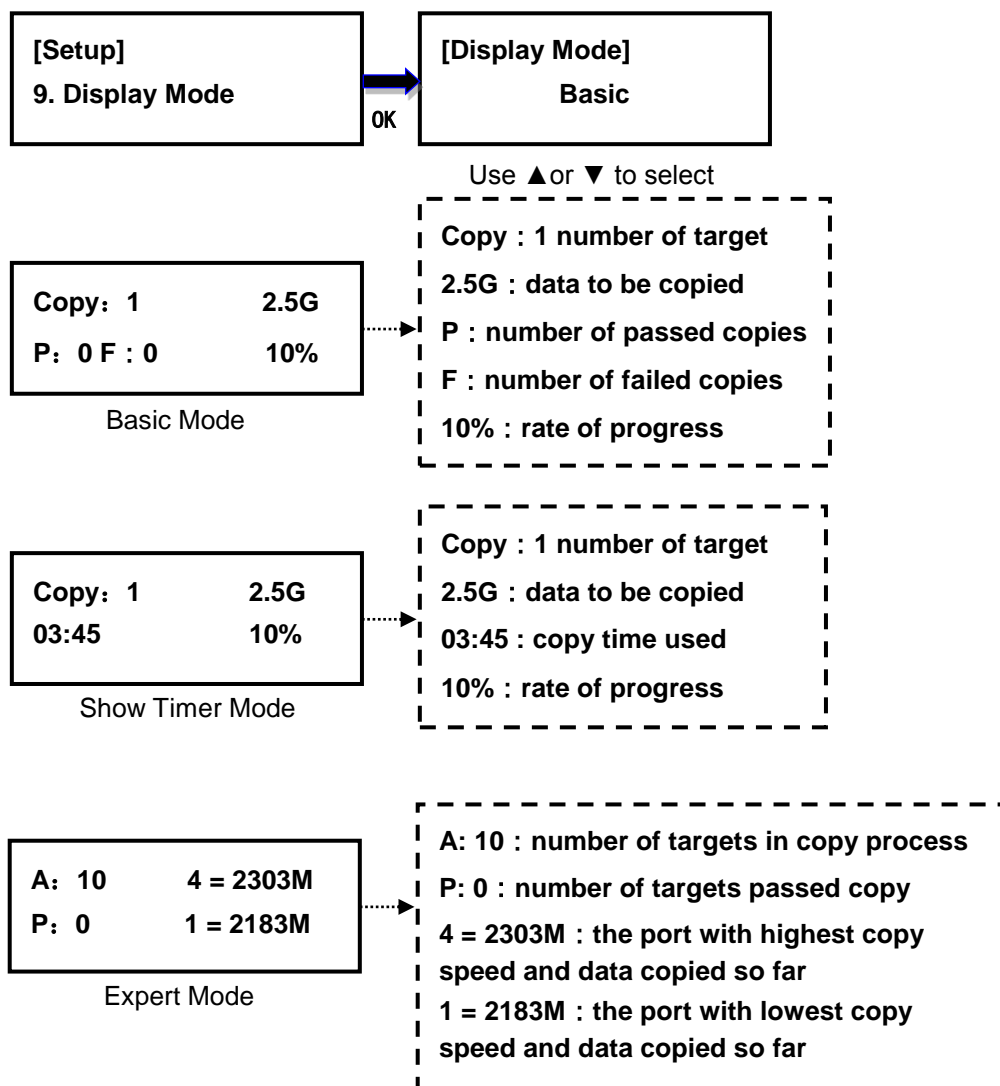 [Setup]
9. Display Mode
OK
[Display Mode]
Basic
Use ▲or ▼ to select
Copy：1 2.5G
P：0 F：0 10%
Basic Mode
Copy：1 number of target
2.5G：data to be copied
P：number of passed copies
F：number of failed copies
10%：rate of progress
Copy：1 2.5G
03:45 10%
Show Timer Mode
Copy：1 number of target
2.5G：data to be copied
03:45：copy time used
10%：rate of progress
A：10 4 = 2303M
P：0 1 = 2183M
Expert Mode
A: 10：number of targets in copy process
P: 0：number of targets passed copy
4 = 2303M：the port with highest copy
speed and data copied so far
1 = 2183M：the port with lowest copy
speed and data copied so far